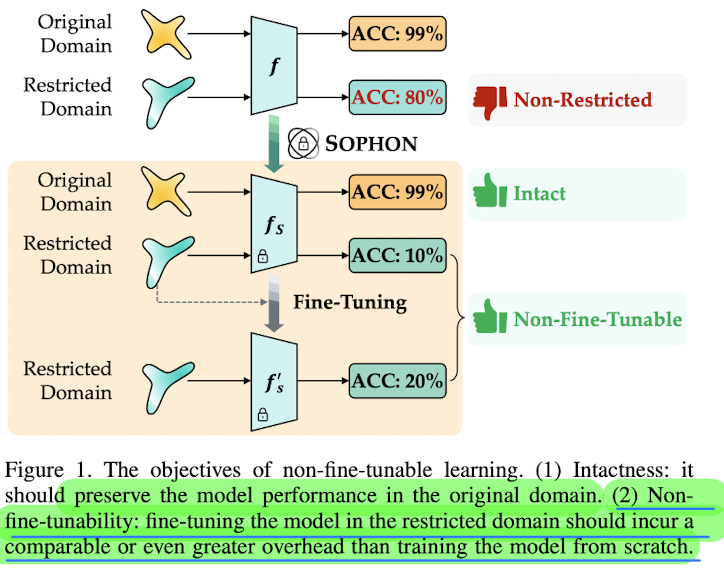 Original
Domain
f
ACC: 99%
Restricted
Domain
ACC: 80%
Non-Restricted
SOPHON
Original
Domain
fS
ACC: 99%
Intact
Restricted
Domain
ACC: 10%
Fine-Tuning
Non-Fine-Tunable
Restricted
Domain
f's
ACC: 20%
Figure 1. The objectives of non-fine-tunable learning. (1) Intactness: it
should preserve the model performance in the original domain. (2) Non-
fine-tunability: fine-tuning the model in the restricted domain should incur a
comparable or even greater overhead than training the model from scratch.